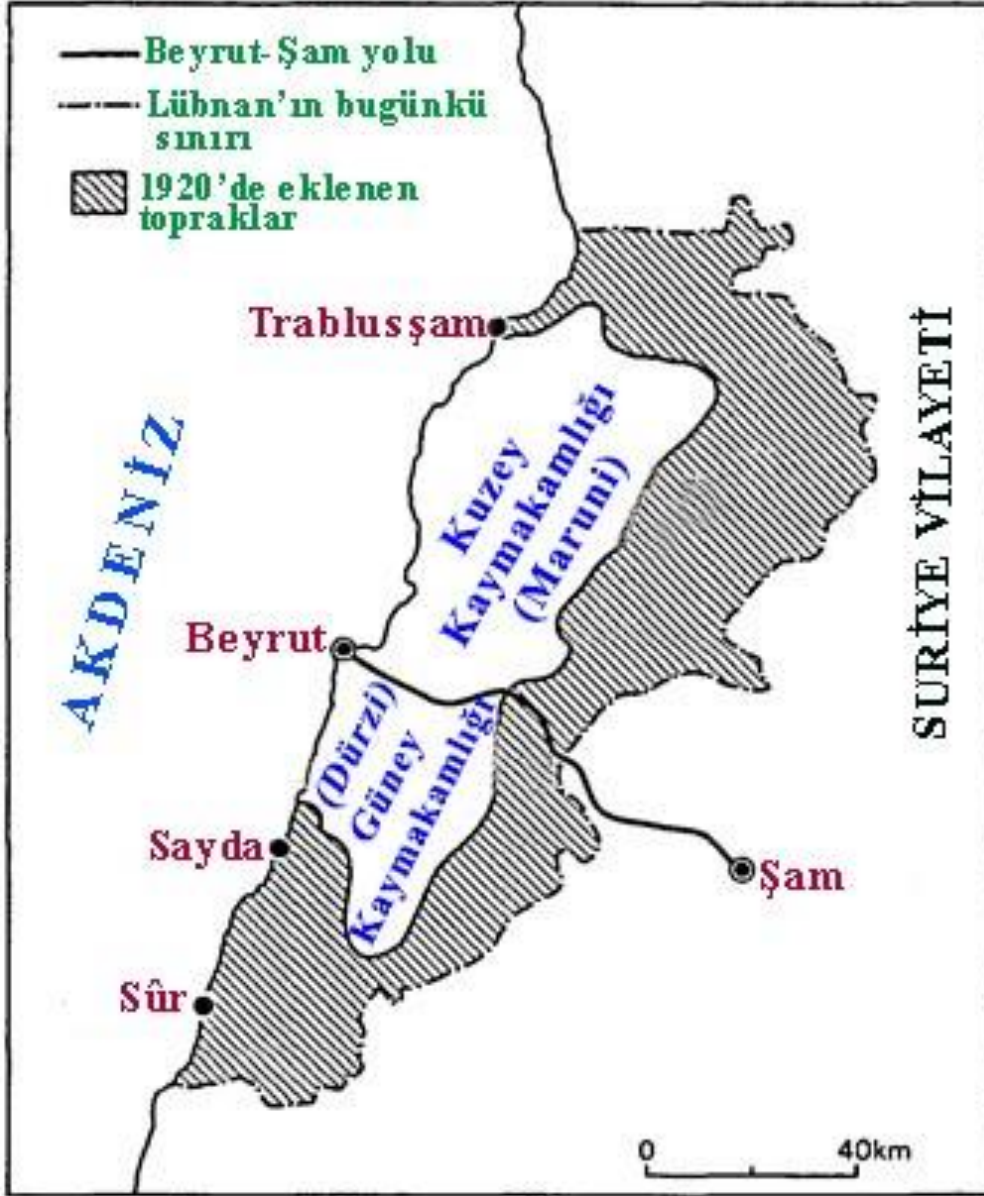 Beyrut-Şam yolu
Lübnan'ın bugünkü
sınırı
1920'de eklenen
topraklar
Trablusşam
AKDENİZ
Kuzey
Kaymakamlığı
(Maruni)
SURİYE VİLAYETİ
Beyrut
(Dürzi)
Güney
Kaymakamlığı
Sayda
Şam
Sûr
0 40km